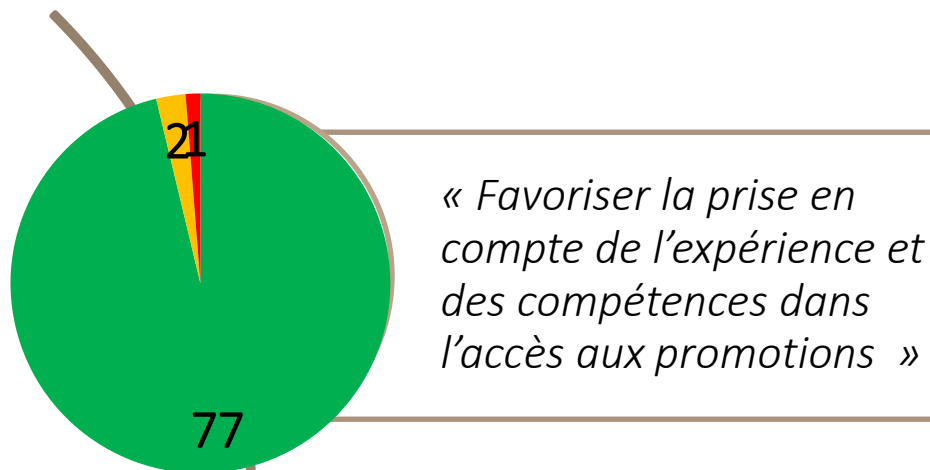 21
« Favoriser la prise en
compte de l’expérience et
des compétences dans
l’accès aux promotions »
77